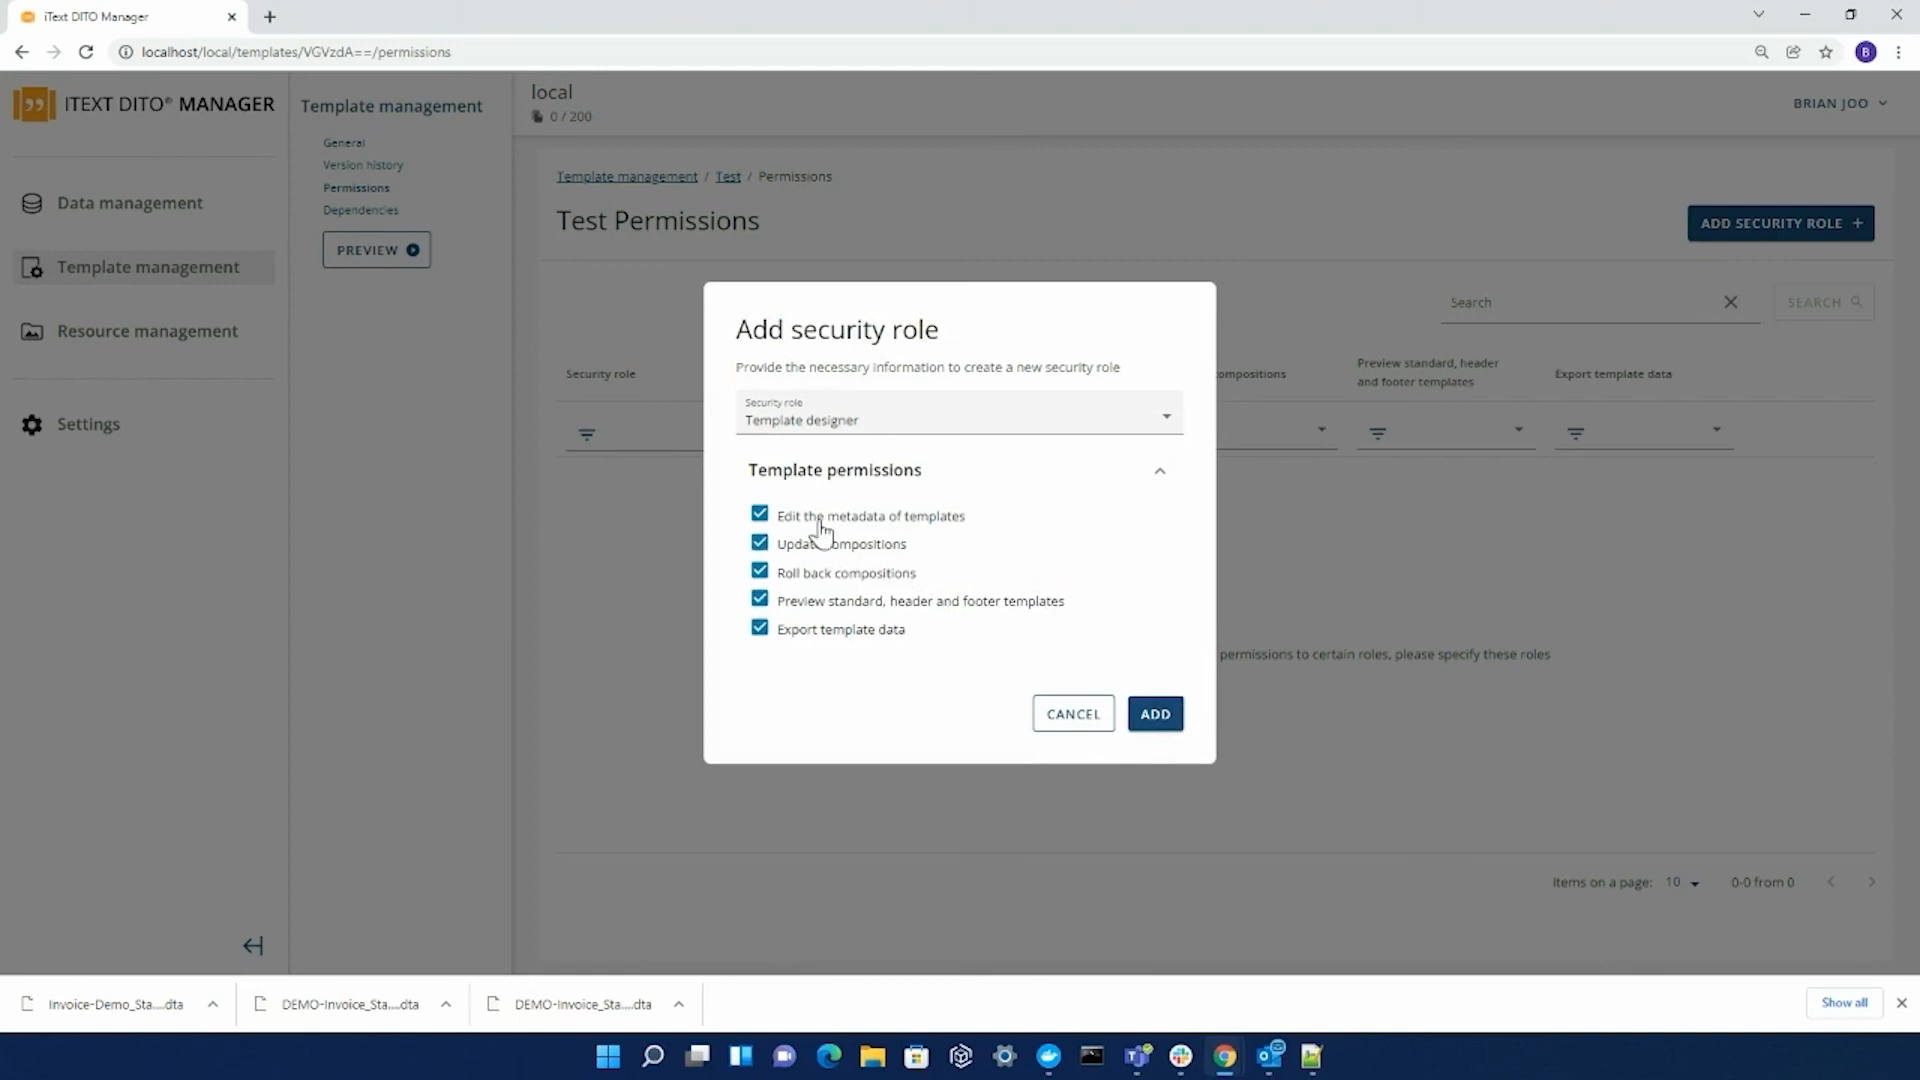 iText DITO Manager
localhost/local/templates/VGVzdA==/permissions
B
ITEXT DITO® MANAGER
Data management
Template management
Resource management
Settings
Template management
General
Version history
Permissions
Dependencies
PREVIEW
local
0 / 200
BRIAN JOO
Template management / Test / Permissions
Test Permissions
ADD SECURITY ROLE +
Search
SEARCH
Security role
ompositions
Preview standard, header
and footer templates
Export template data
permissions to certain roles, please specify these roles
Items on a page: 10
0-0 from 0
Add security role
Provide the necessary information to create a new security role
Security role
Template designer
Template permissions
Edit the metadata of templates
Update compositions
Roll back compositions
Preview standard, header and footer templates
Export template data
CANCEL
ADD
Invoice-Demo_Sta....dta
DEMO-Invoice_Sta....dta
DEMO-Invoice_Sta....dta
Show all